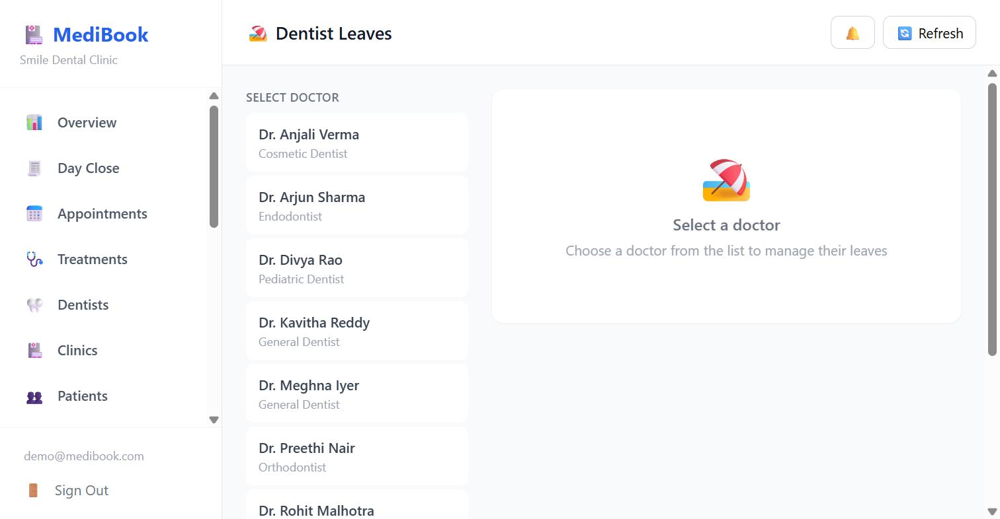 MediBook
Smile Dental Clinic
Overview
Day Close
Appointments
Treatments
Dentists
Clinics
Patients
demo@medibook.com
Sign Out
Dentist Leaves
Refresh
SELECT DOCTOR
Dr. Anjali Verma
Cosmetic Dentist
Dr. Arjun Sharma
Endodontist
Dr. Divya Rao
Pediatric Dentist
Dr. Kavitha Reddy
General Dentist
Dr. Meghna Iyer
General Dentist
Dr. Preethi Nair
Orthodontist
Dr. Rohit Malhotra
Select a doctor
Choose a doctor from the list to manage their leaves